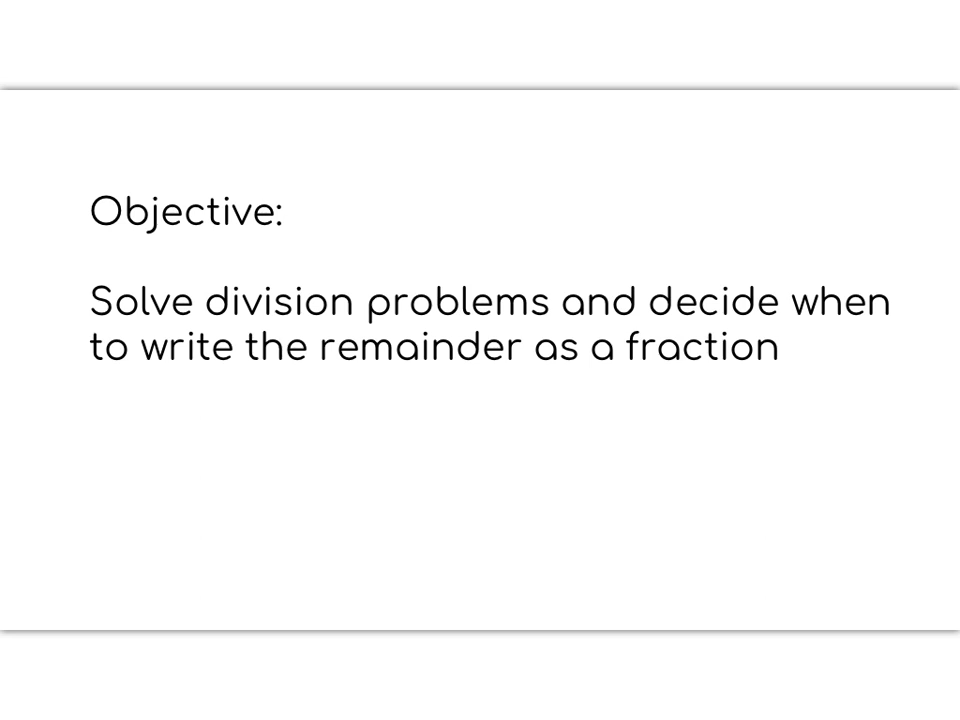 Objective:
Solve division problems and decide when
to write the remainder as a fraction